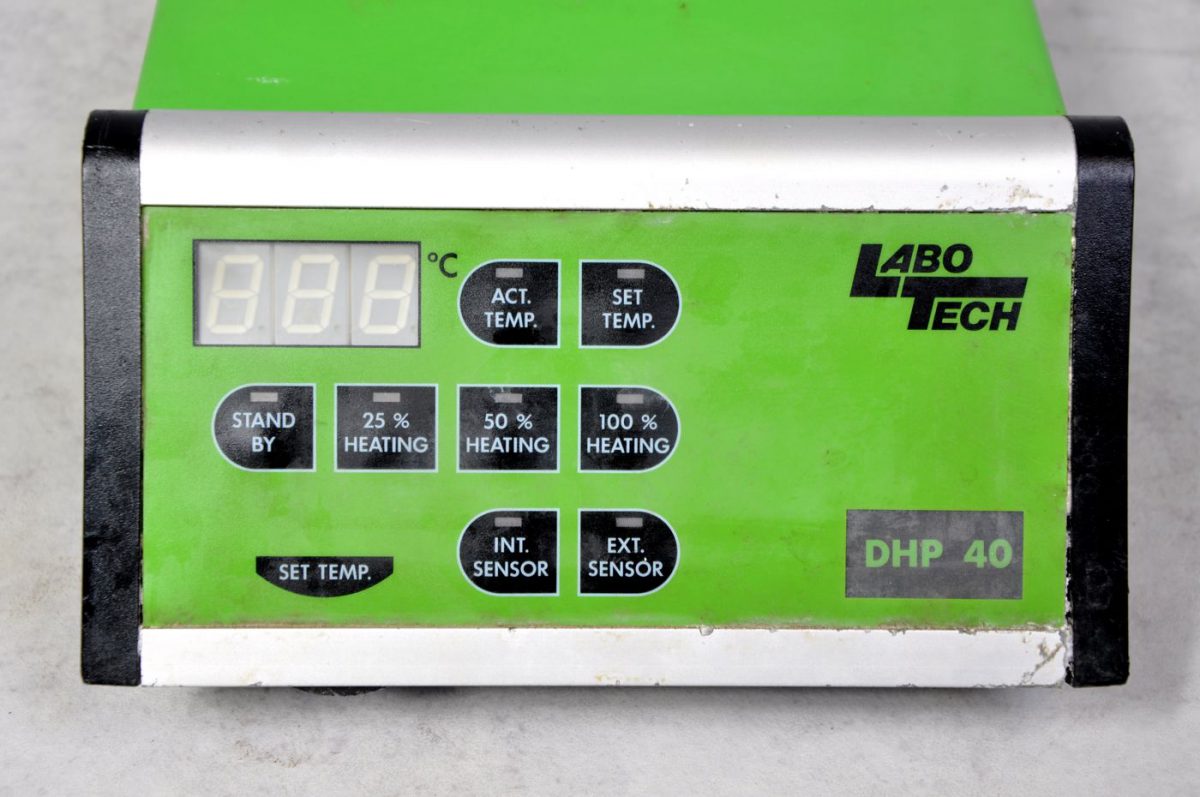 °C
ACT.
TEMP.
SET
TEMP.
LABO
TECH
STAND
BY
25 %
HEATING
50 %
HEATING
100 %
HEATING
INT.
SENSOR
EXT.
SENSOR
SET TEMP.
DHP 40